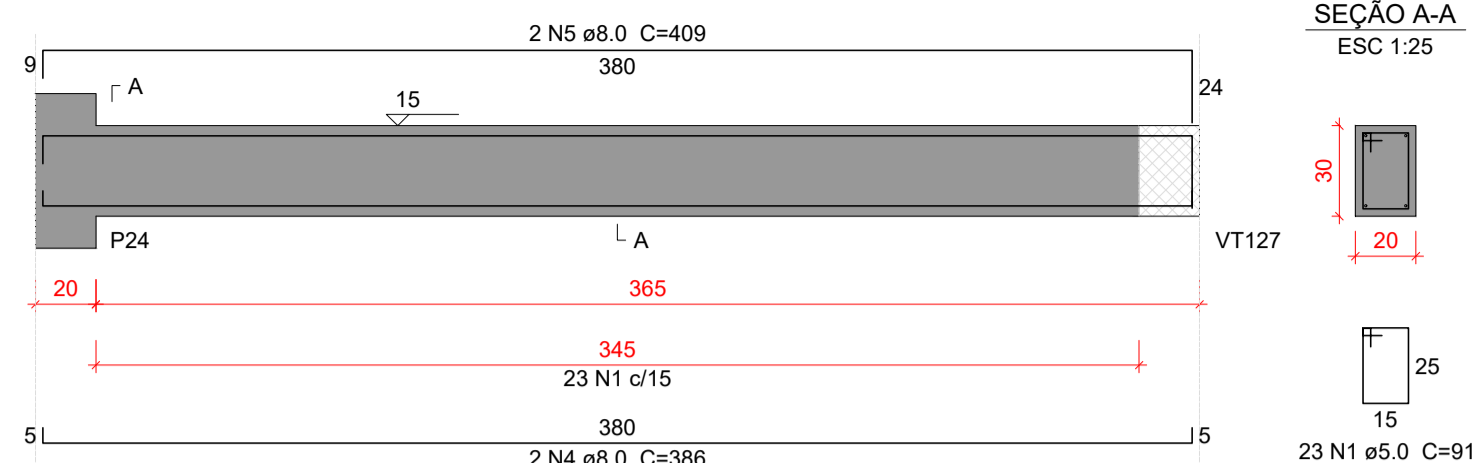 2 N5 ø8.0 C=409
380
9
24
A
15
P24
A
VT127
20
365
345
23 N1 c/15
5
380
5
2 N4 ø8.0 C=386
SEÇÃO A-A
ESC 1:25
30
20
25
15
23 N1 ø5.0 C=91